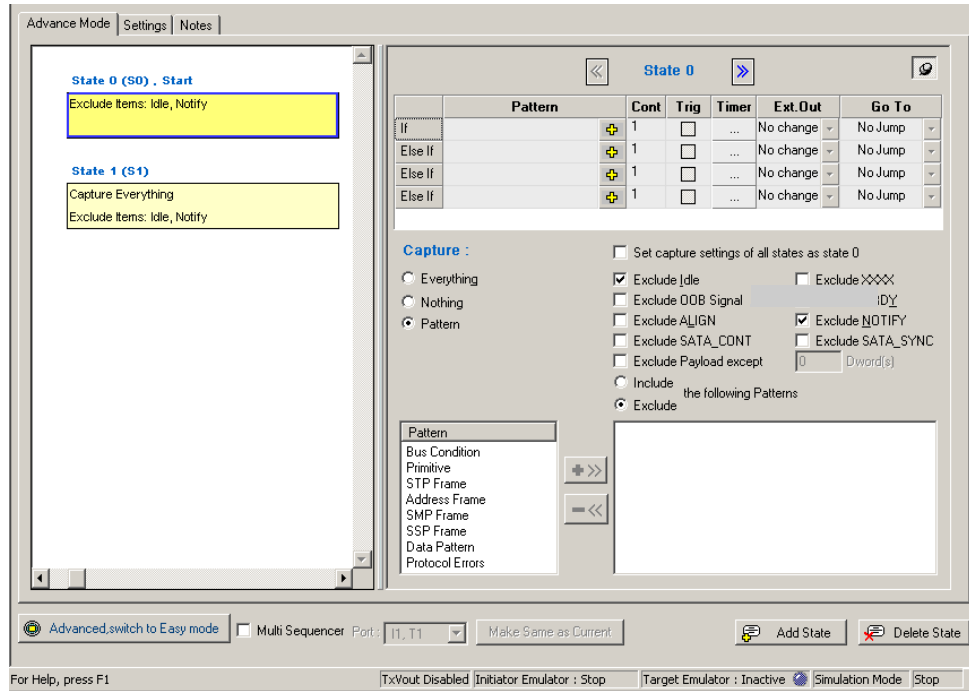 Advance Mode Settings Notes
State 0 (S0) , Start
Exclude Items: Idle, Notify
State 1 (S1)
Capture Everything
Exclude Items: Idle, Notify
State 0
Pattern Cont Trig Timer Ext.Out Go To
If 1 ... No change No Jump
Else If 1 ... No change No Jump
Else If 1 ... No change No Jump
Else If 1 ... No change No Jump
Capture :
Everything
Nothing
Pattern
Set capture settings of all states as state 0
Exclude Idle Exclude XXXX
Exclude OOB Signal DY
Exclude ALIGN Exclude NOTIFY
Exclude SATA_CONT Exclude SATA_SYNC
Exclude Payload except 0 Dword(s)
Include
the following Patterns
Exclude
Pattern
Bus Condition
Primitive
STP Frame
Address Frame
SMP Frame
SSP Frame
Data Pattern
Protocol Errors
Advanced,switch to Easy mode Multi Sequencer Port : I1, T1 Make Same as Current Add State Delete State
For Help, press F1 TxVout Disabled Initiator Emulator : Stop Target Emulator : Inactive Simulation Mode Stop